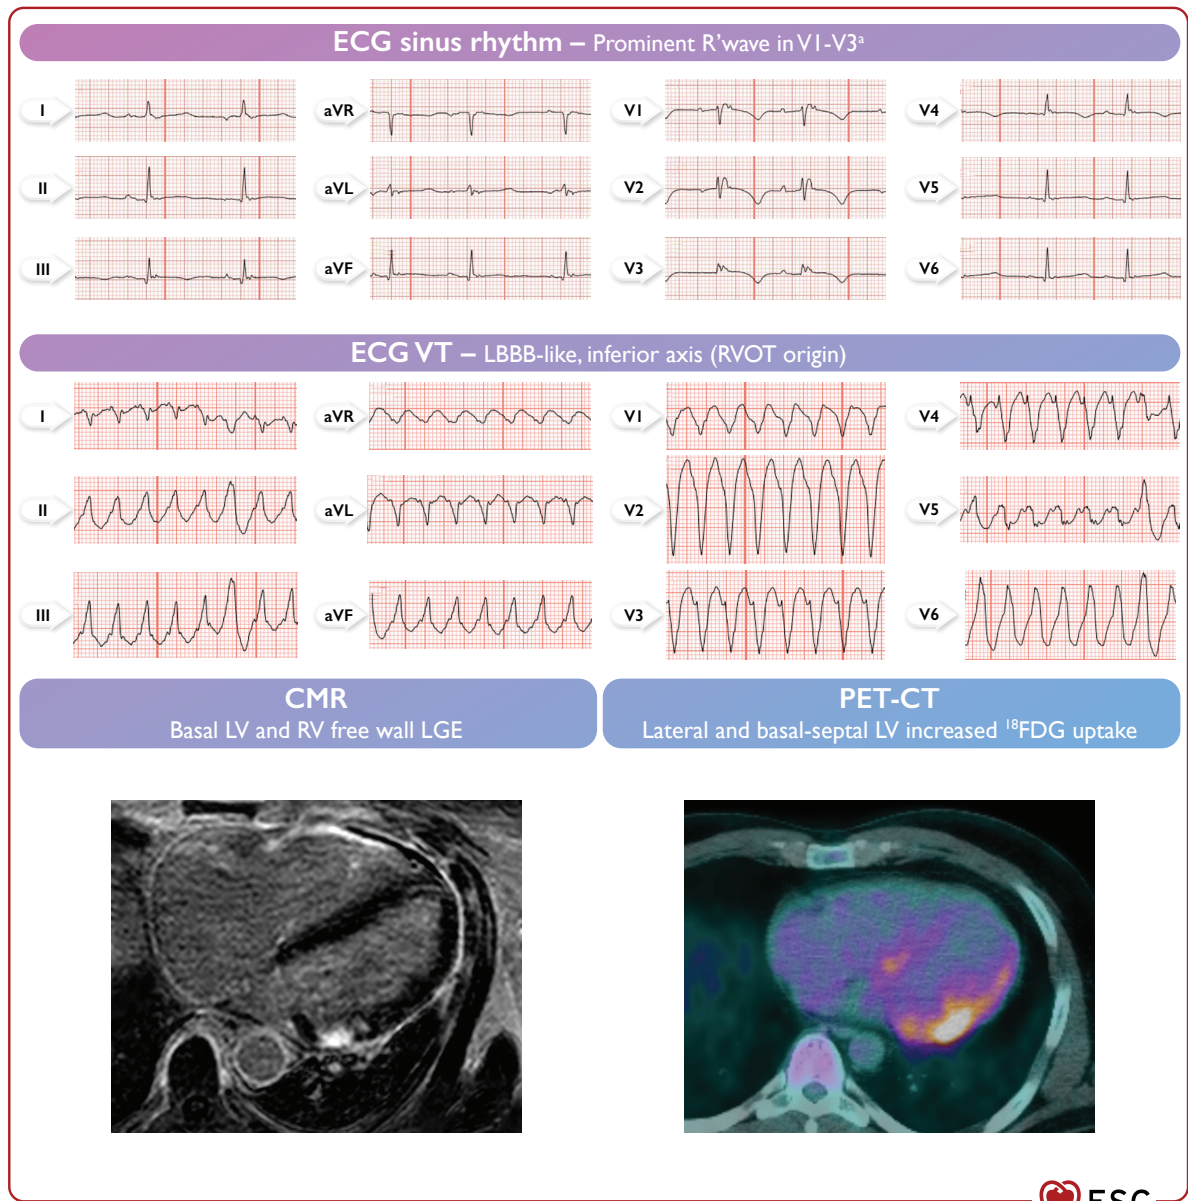 ECG sinus rhythm – Prominent R'wave in V1-V3ᵃ
I aVR V1 V4
II aVL V2 V5
III aVF V3 V6
ECG VT – LBBB-like, inferior axis (RVOT origin)
I aVR V1 V4
II aVL V2 V5
III aVF V3 V6
CMR
Basal LV and RV free wall LGE
PET-CT
Lateral and basal-septal LV increased ¹⁸FDG uptake
ESC